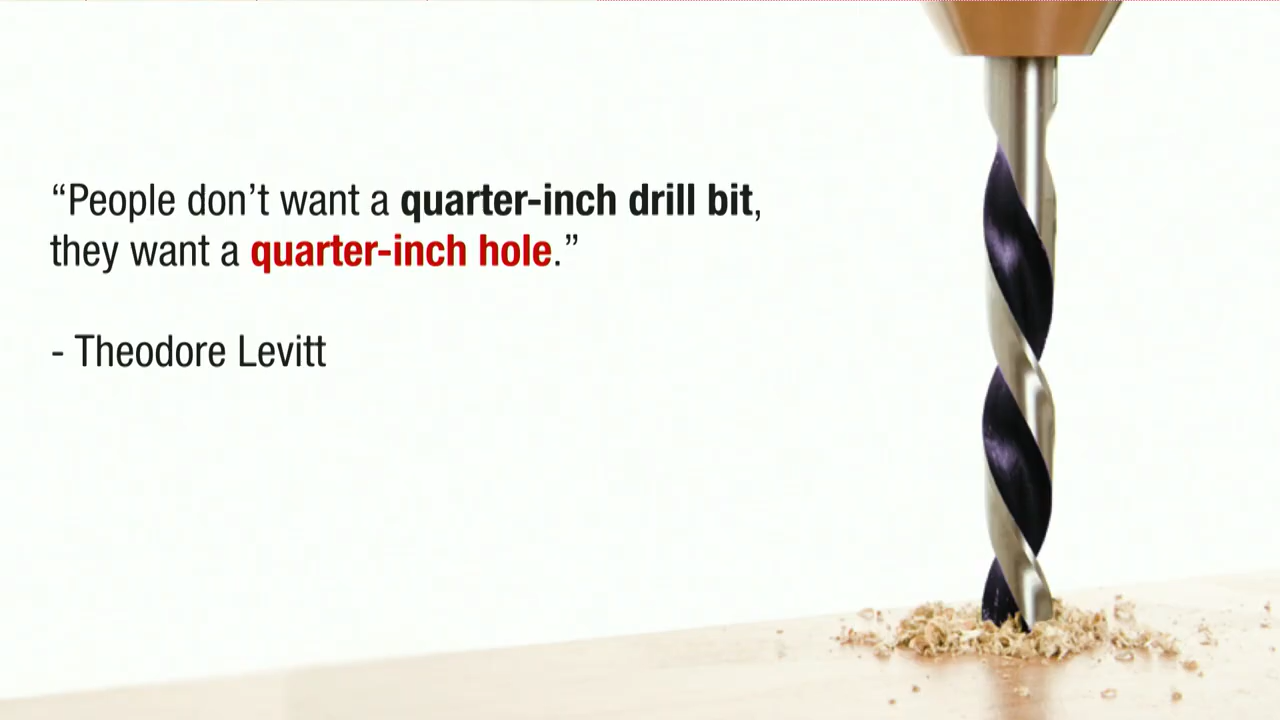 “People don’t want a quarter-inch drill bit,
they want a quarter-inch hole.”
- Theodore Levitt